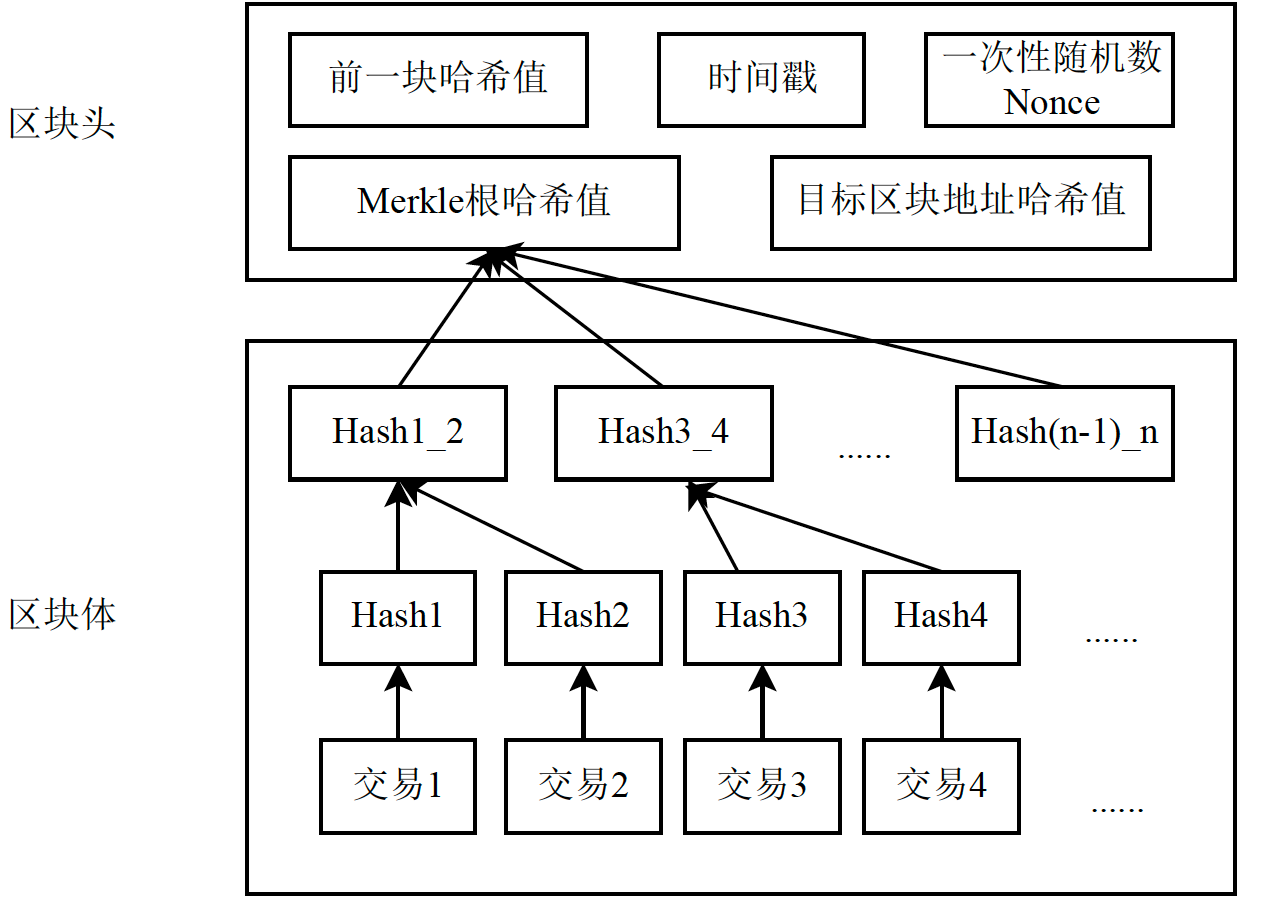 区块头
前一块哈希值
时间戳
一次性随机数
Nonce
Merkle根哈希值
目标区块地址哈希值
区块体
Hash1_2
Hash3_4
......
Hash(n-1)_n
Hash1
Hash2
Hash3
Hash4
......
交易1
交易2
交易3
交易4
......